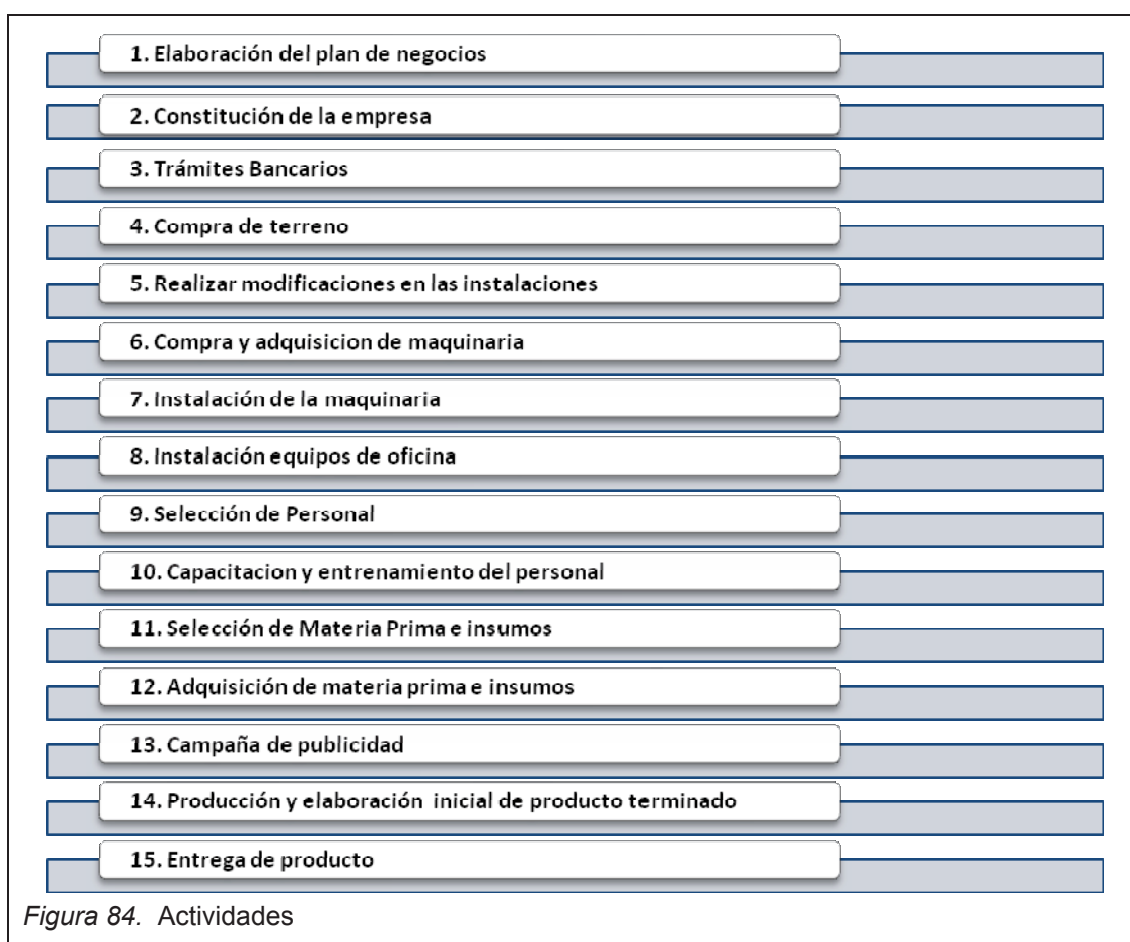 1. Elaboración del plan de negocios
2. Constitución de la empresa
3. Trámites Bancarios
4. Compra de terreno
5. Realizar modificaciones en las instalaciones
6. Compra y adquisicion de maquinaria
7. Instalación de la maquinaria
8. Instalación equipos de oficina
9. Selección de Personal
10. Capacitacion y entrenamiento del personal
11. Selección de Materia Prima e insumos
12. Adquisición de materia prima e insumos
13. Campaña de publicidad
14. Producción y elaboración inicial de producto terminado
15. Entrega de producto
Figura 84. Actividades